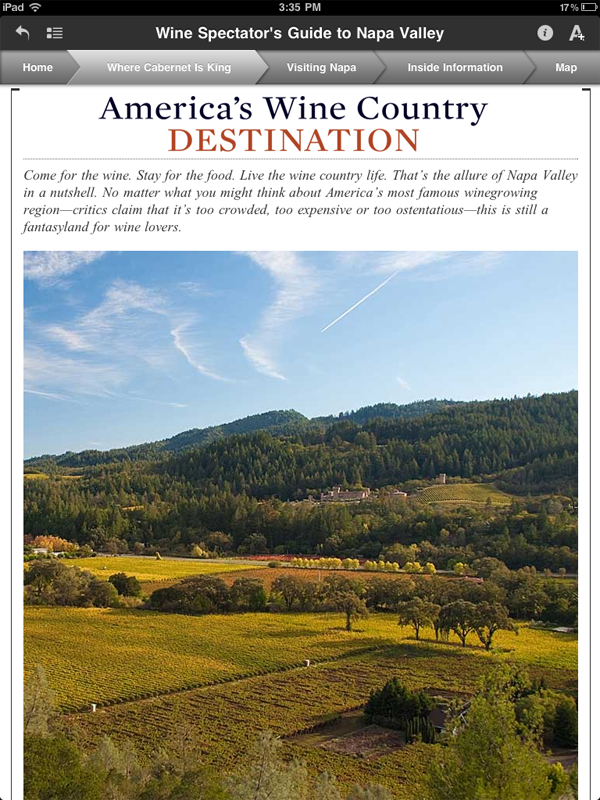 iPad 3:35 PM 17%
Wine Spectator's Guide to Napa Valley
Home Where Cabernet Is King Visiting Napa Inside Information Map
America's Wine Country
DESTINATION
Come for the wine. Stay for the food. Live the wine country life. That's the allure of Napa Valley
in a nutshell. No matter what you might think about America's most famous winegrowing
region—critics claim that it's too crowded, too expensive or too ostentatious—this is still a
fantasyland for wine lovers.